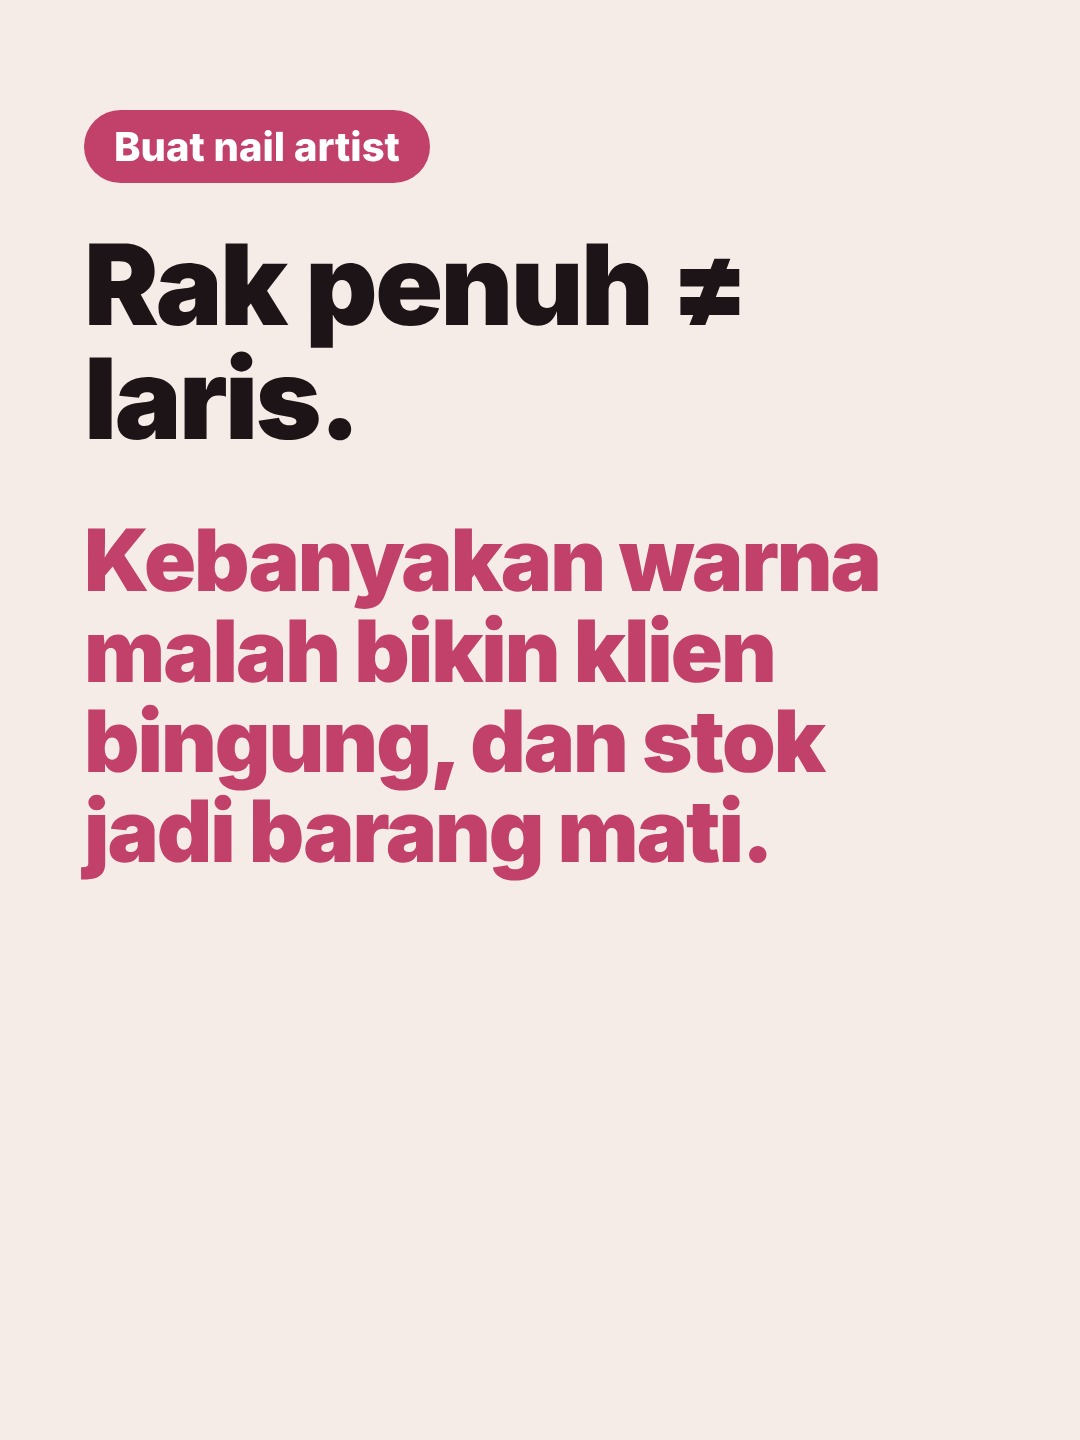 Buat nail artist
Rak penuh ≠
laris.
Kebanyakan warna
malah bikin klien
bingung, dan stok
jadi barang mati.